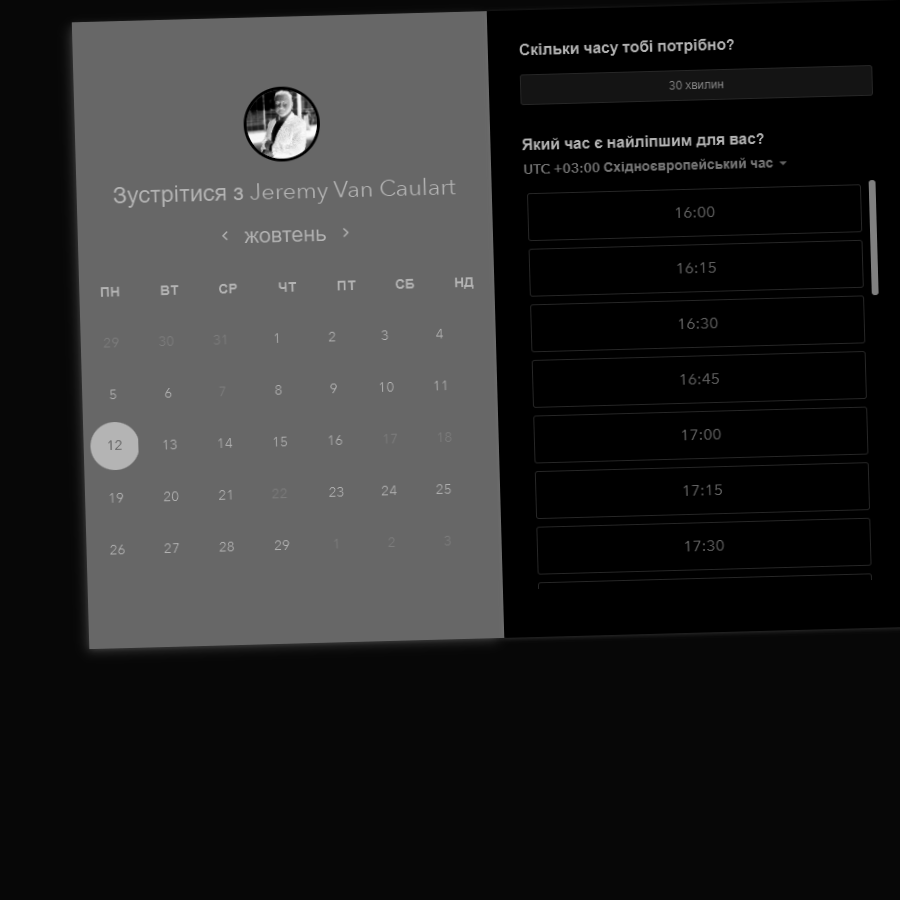 Зустрітися з Jeremy Van Caulart
жовтень
ПН ВТ СР ЧТ ПТ СБ НД
29 30 31 1 2 3 4
5 6 7 8 9 10 11
12 13 14 15 16 17 18
19 20 21 22 23 24 25
26 27 28 29 1 2 3
Скільки часу тобі потрібно?
30 хвилин
Який час є найліпшим для вас?
UTC +03:00 Східноєвропейський час
16:00
16:15
16:30
16:45
17:00
17:15
17:30